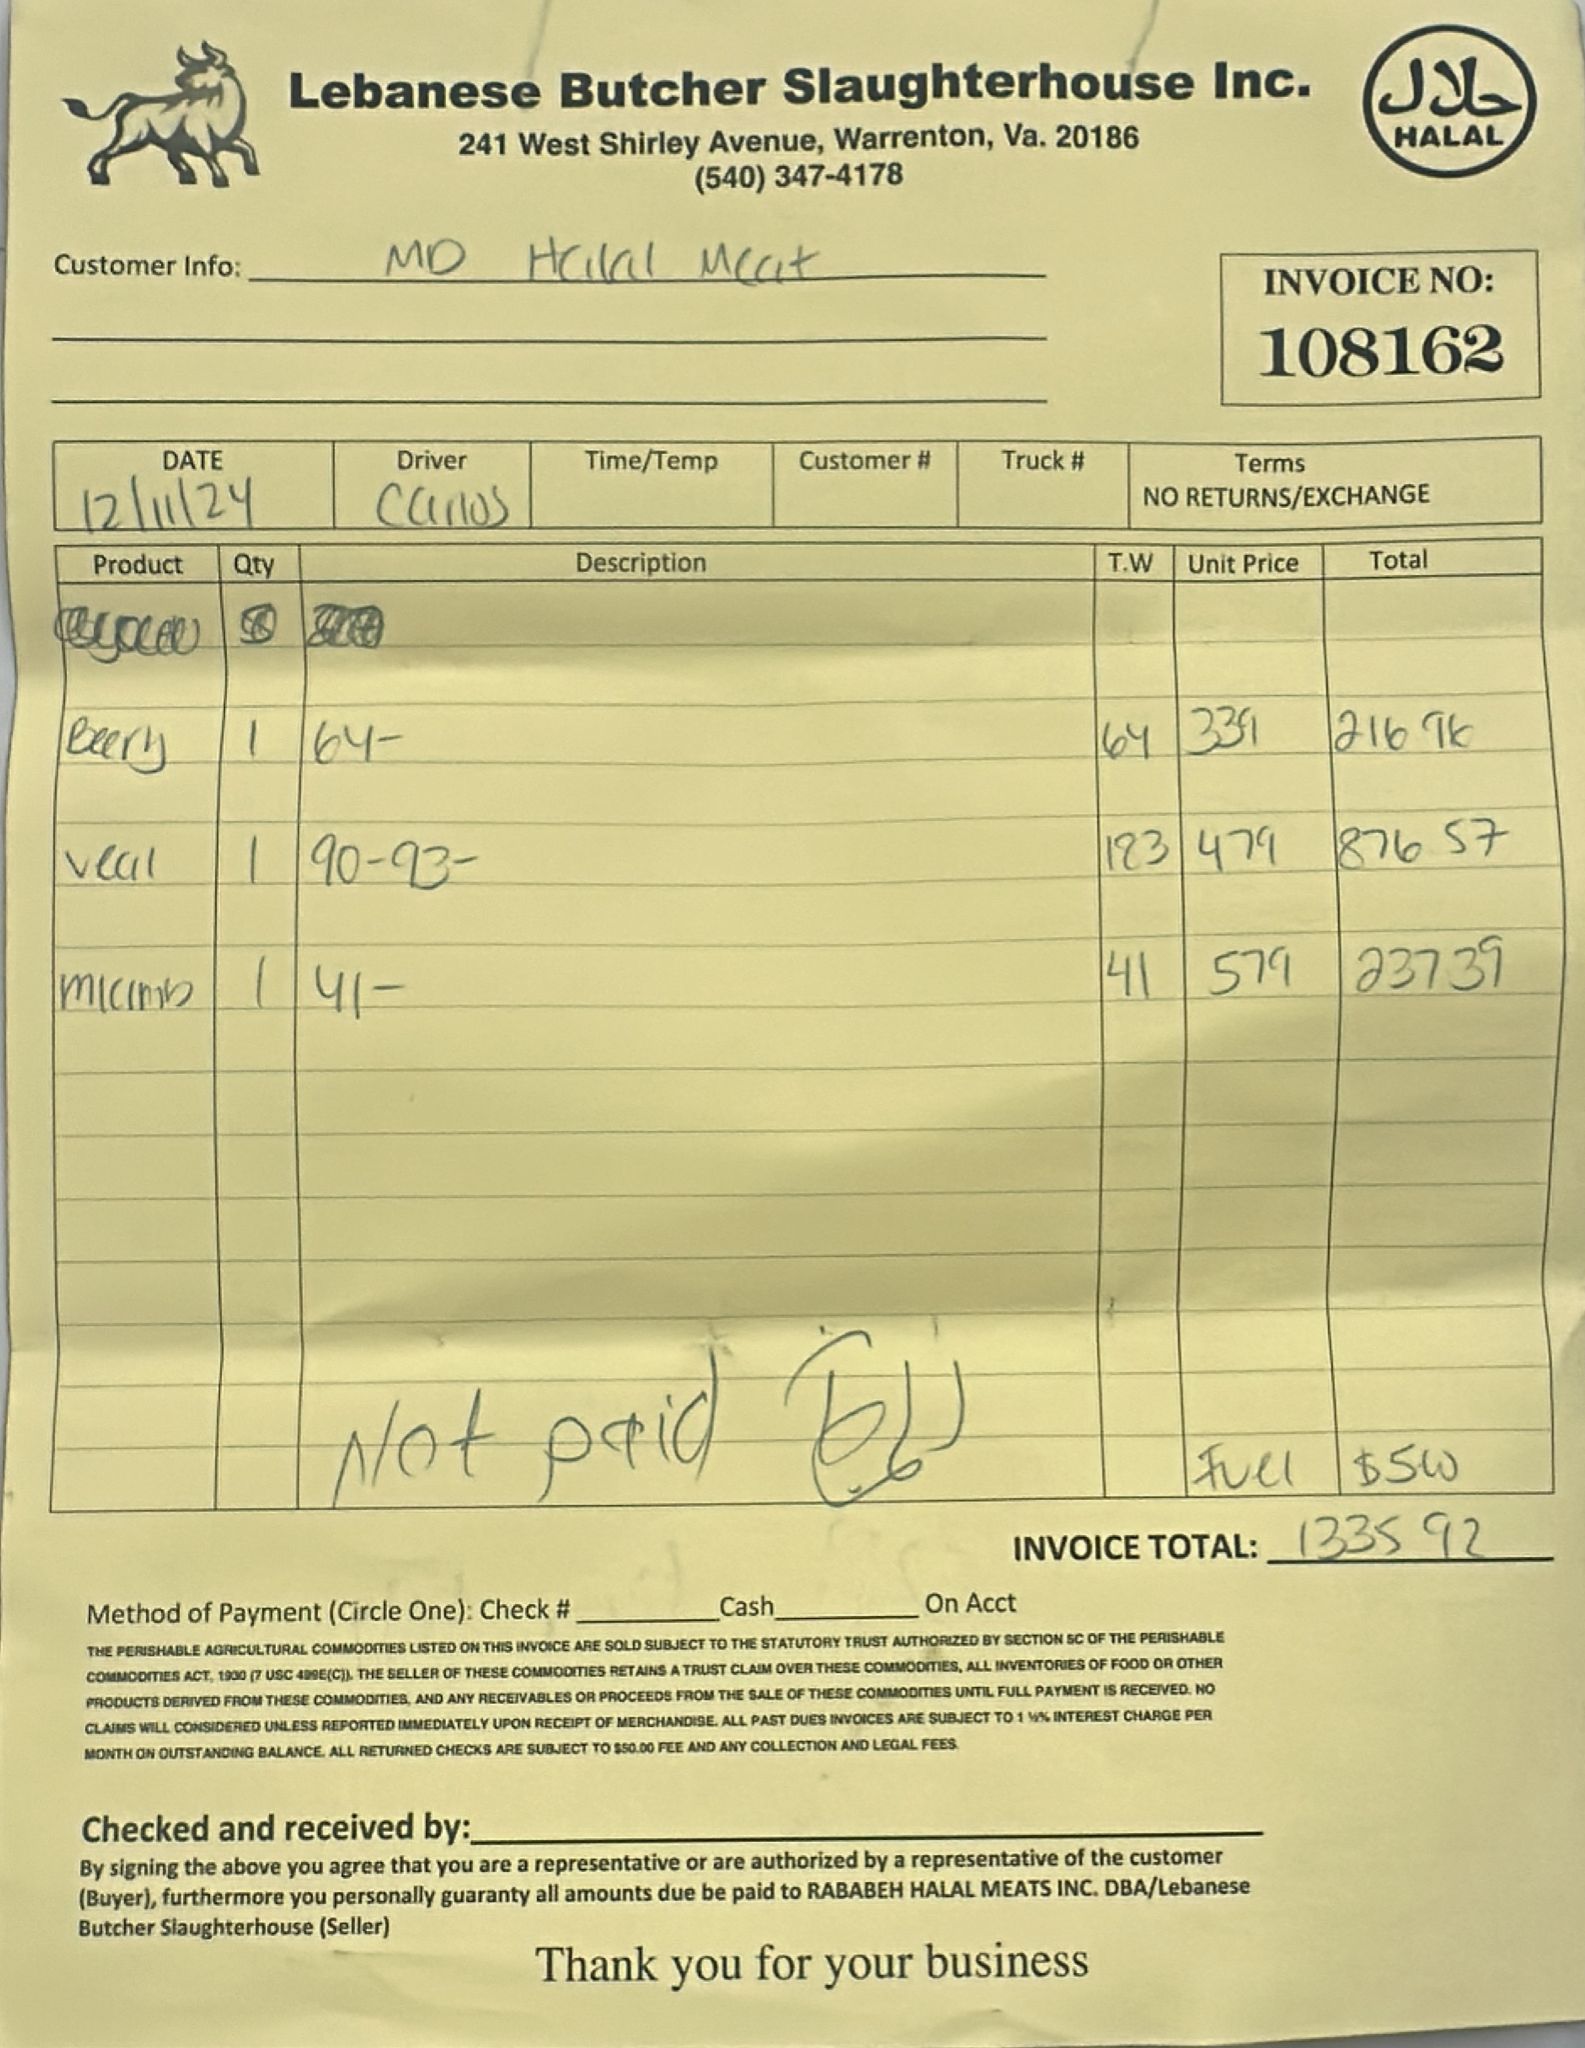 Lebanese Butcher Slaughterhouse Inc.
حلال
HALAL
241 West Shirley Avenue, Warrenton, Va. 20186
(540) 347-4178
Customer Info: MD Halal Meat
INVOICE NO:
108162
DATE Driver Time/Temp Customer # Truck # Terms
12/11/24 Carlos NO RETURNS/EXCHANGE
Product Qty Description T.W Unit Price Total
1 64- 64 339 216 96
Veal 1 90-93- 183 479 876 57
Mlamb 1 41- 41 579 237 39
Not paid
Fuel $500
INVOICE TOTAL: 1335 92
Method of Payment (Circle One): Check # Cash On Acct
THE PERISHABLE AGRICULTURAL COMMODITIES LISTED ON THIS INVOICE ARE SOLD SUBJECT TO THE STATUTORY TRUST AUTHORIZED BY SECTION 5C OF THE PERISHABLE
COMMODITIES ACT, 1930 (7 USC 499E(C)). THE SELLER OF THESE COMMODITIES RETAINS A TRUST CLAIM OVER THESE COMMODITIES, ALL INVENTORIES OF FOOD OR OTHER
PRODUCTS DERIVED FROM THESE COMMODITIES, AND ANY RECEIVABLES OR PROCEEDS FROM THE SALE OF THESE COMMODITIES UNTIL FULL PAYMENT IS RECEIVED. NO
CLAIMS WILL CONSIDERED UNLESS REPORTED IMMEDIATELY UPON RECEIPT OF MERCHANDISE. ALL PAST DUES INVOICES ARE SUBJECT TO 1 ½% INTEREST CHARGE PER
MONTH ON OUTSTANDING BALANCE. ALL RETURNED CHECKS ARE SUBJECT TO $50.00 FEE AND ANY COLLECTION AND LEGAL FEES.
Checked and received by:
By signing the above you agree that you are a representative or are authorized by a representative of the customer
(Buyer), furthermore you personally guaranty all amounts due be paid to RABABEH HALAL MEATS INC. DBA/Lebanese
Butcher Slaughterhouse (Seller)
Thank you for your business